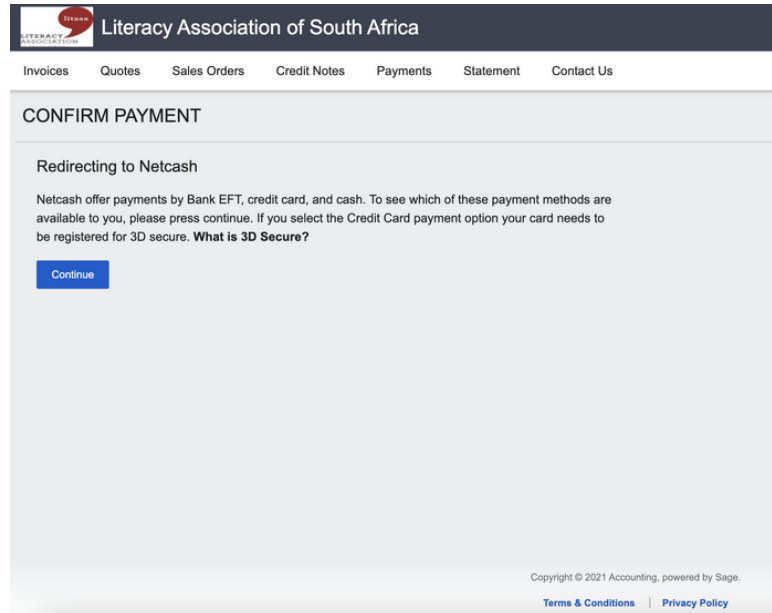 litasa
LITERACY
ASSOCIATION
Literacy Association of South Africa
Invoices Quotes Sales Orders Credit Notes Payments Statement Contact Us
CONFIRM PAYMENT
Redirecting to Netcash
Netcash offer payments by Bank EFT, credit card, and cash. To see which of these payment methods are
available to you, please press continue. If you select the Credit Card payment option your card needs to
be registered for 3D secure. What is 3D Secure?
Continue
Copyright © 2021 Accounting, powered by Sage.
Terms & Conditions | Privacy Policy